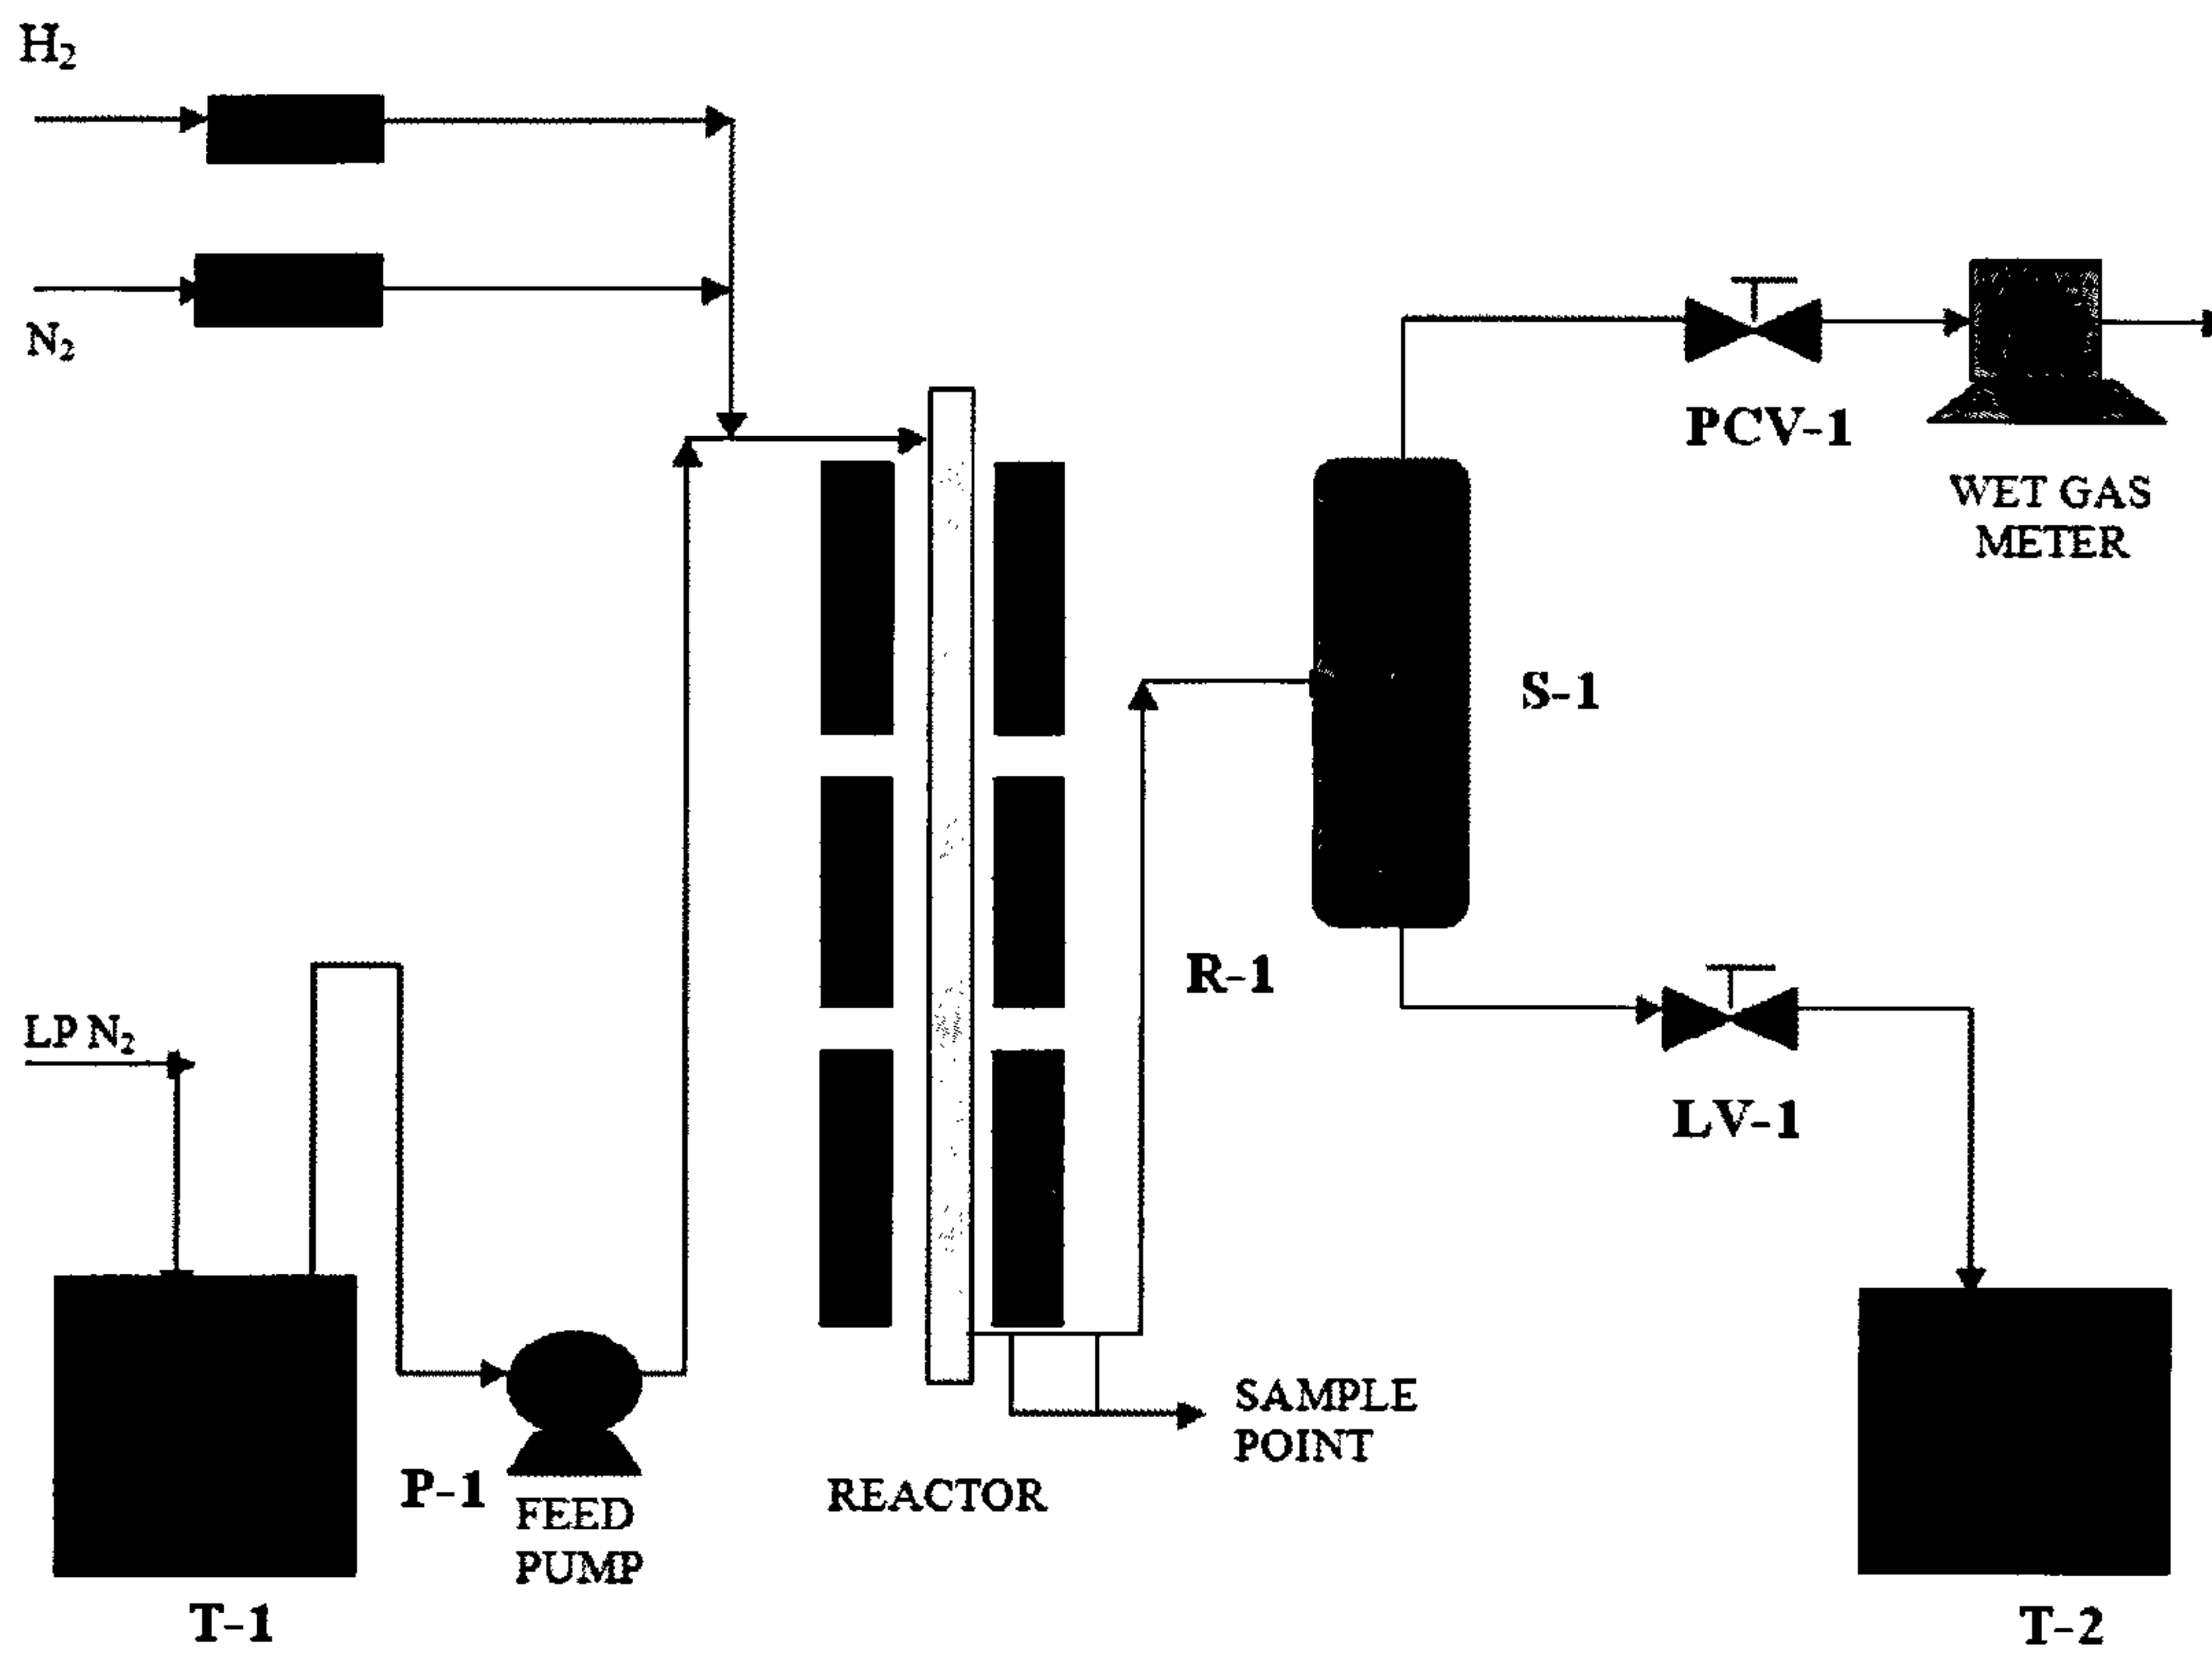 H₂
N₂
PCV-1
WET GAS
METER
S-1
R-1
LP N₂
LV-1
SAMPLE
POINT
P-1
FEED
PUMP
REACTOR
T-1
T-2